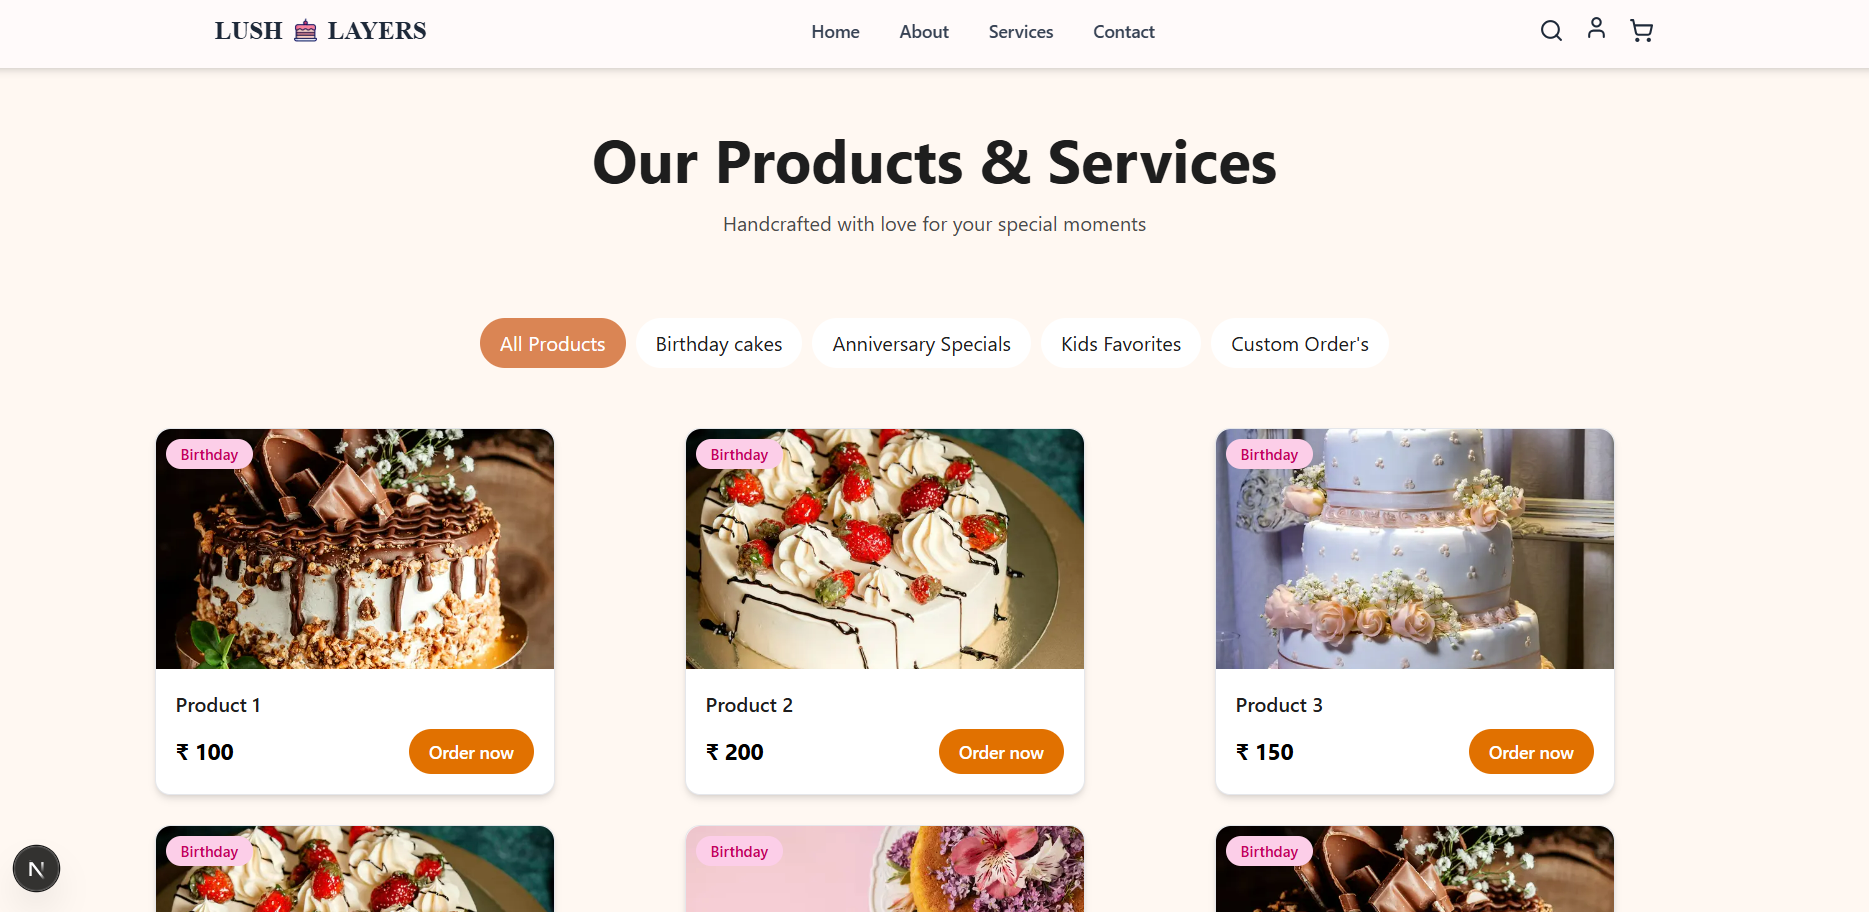 LUSH LAYERS
Home About Services Contact
Our Products & Services
Handcrafted with love for your special moments
All Products Birthday cakes Anniversary Specials Kids Favorites Custom Order's
Birthday Birthday Birthday
Product 1 Product 2 Product 3
₹ 100 Order now ₹ 200 Order now ₹ 150 Order now
Birthday Birthday Birthday
N